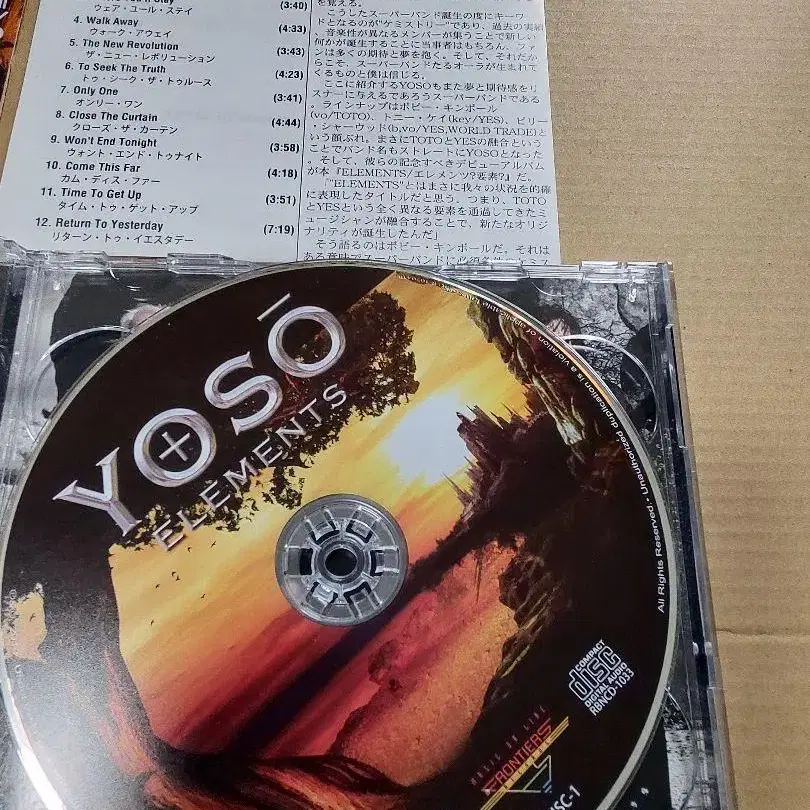 ウェア・ユール・ステイ
(3:40)
4. Walk Away
ウォーク・アウェイ
(4:33)
5. The New Revolution
ザ・ニュー・レボリューション
(3:43)
6. To Seek The Truth
トゥ・シーク・ザ・トゥルース
(4:23)
7. Only One
オンリー・ワン
(3:41)
8. Close The Curtain
クローズ・ザ・カーテン
(4:44)
9. Won't End Tonight
ウォント・エンド・トゥナイト
(3:58)
10. Come This Far
カム・ディス・ファー
(4:18)
11. Time To Get Up
タイム・トゥ・ゲット・アップ
(3:51)
12. Return To Yesterday
リターン・トゥ・イエスタデー
(7:19)
を覚える。
こうしたスーパーバンド誕生の度にキーワ
ードとなるのが"ケミストリー"であり、過去の実績
、音楽性が異なるメンバーが集うことで新しい
何かが誕生することに当事者はもちろん、ファ
ンは多くの期待と夢を抱く。そして、それだか
らこそ、スーパーバンドたるオーラが生まれて
くるものと僕は信じる。
ここに紹介するYOSOもまた夢と期待感をリ
スナーに与えるであろうスーパーバンドである
。ラインナップはボビー・キンボール
(vo/TOTO)、トニー・ケイ(key/YES)、ビリー
・シャーウッド(b,vo/YES,WORLD TRADE)と
いう顔ぶれ。まさにTOTOとYESの融合という
ことでバンド名もストレートにYOSOとなった
。そして、彼らの記念すべきデビューアルバム
が本『ELEMENTS/エレメンツ?要素?』だ。
"ELEMENTS"とはまさに我々の状況を的確
に表現したタイトルだと思う。つまり、TOTO
とYESという全く異なる要素を通過してきたミ
ュージシャンが融合することで、新たなオリジ
ナリティが誕生したんだ」
そう語るのはボビー・キンボールだ。それは
ある意味でスーパーバンドに必須
YOSO
ELEMENTS
All Rights Reserved.- Unauthorized duplication is a violation of applicable
COMPACT
disc
DIGITAL AUDIO
RBNCD-1033
MUSIC ON LINE
FRONTIERS
DISC-1